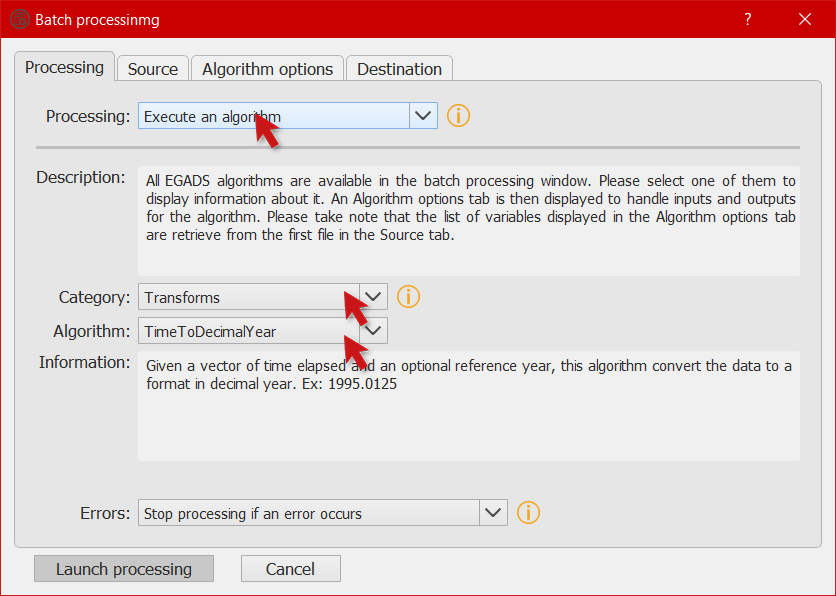 Batch processinmg
?
Processing
Source
Algorithm options
Destination
Processing:
Execute an algorithm
Description:
All EGADS algorithms are available in the batch processing window. Please select one of them to
display information about it. An Algorithm options tab is then displayed to handle inputs and outputs
for the algorithm. Please take note that the list of variables displayed in the Algorithm options tab
are retrieve from the first file in the Source tab.
Category:
Transforms
Algorithm:
TimeToDecimalYear
Information:
Given a vector of time elapsed and an optional reference year, this algorithm convert the data to a
format in decimal year. Ex: 1995.0125
Errors:
Stop processing if an error occurs
Launch processing
Cancel